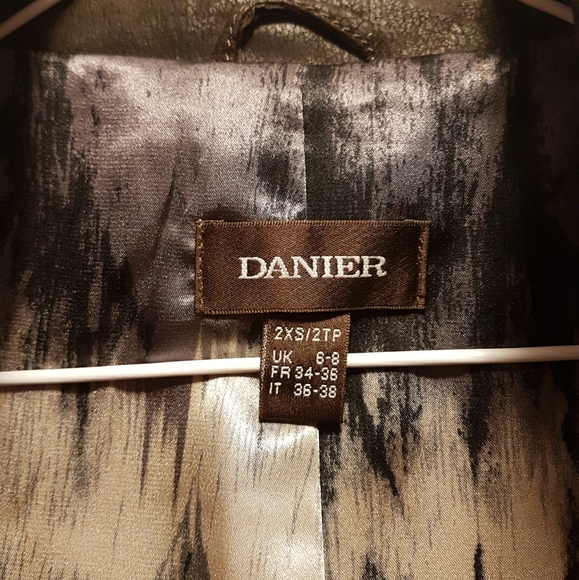 DANIER
2XS/2TP
UK 6-8
FR 34-36
IT 36-38